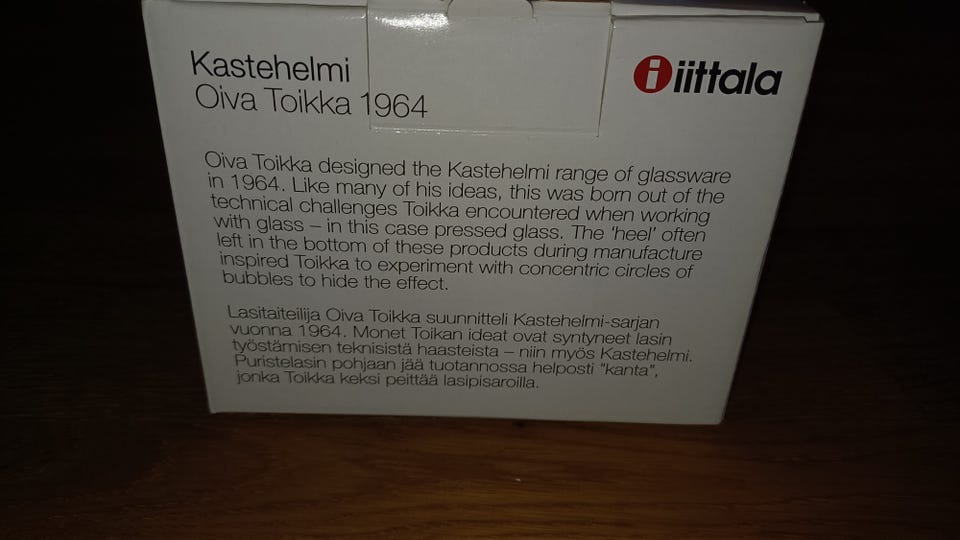 Kastehelmi
Oiva Toikka 1964
iittala
Oiva Toikka designed the Kastehelmi range of glassware
in 1964. Like many of his ideas, this was born out of the
technical challenges Toikka encountered when working
with glass – in this case pressed glass. The 'heel' often
left in the bottom of these products during manufacture
inspired Toikka to experiment with concentric circles of
bubbles to hide the effect.
Lasitaiteilija Oiva Toikka suunnitteli Kastehelmi-sarjan
vuonna 1964. Monet Toikan ideat ovat syntyneet lasin
työstämisen teknisistä haasteista – niin myös Kastehelmi.
Puristelasin pohjaan jää tuotannossa helposti "kanta",
jonka Toikka keksi peittää lasipisaroilla.